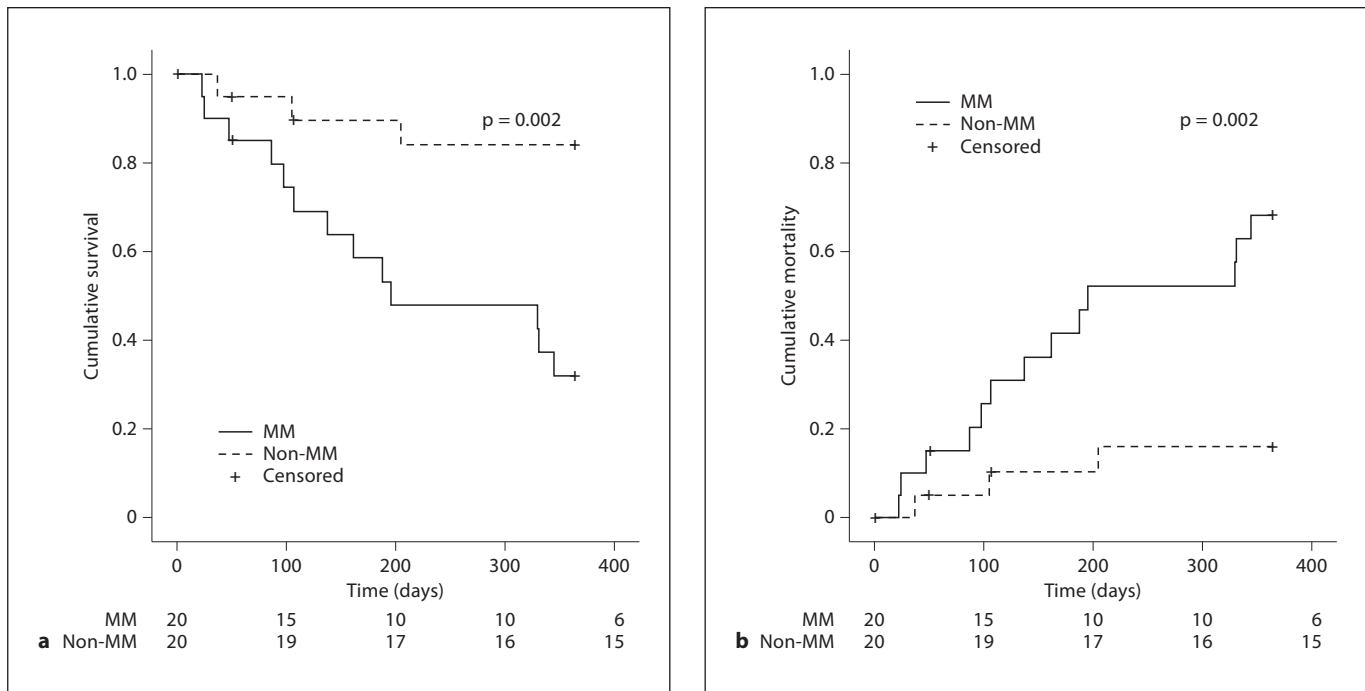 1.0
0.8
0.6
0.4
0.2
0
Cumulative survival
p = 0.002
MM
Non-MM
Censored
0 100 200 300 400
Time (days)
MM 20 15 10 10 6
a Non-MM 20 19 17 16 15
1.0
0.8
0.6
0.4
0.2
0
Cumulative mortality
MM
Non-MM
Censored
p = 0.002
0 100 200 300 400
Time (days)
MM 20 15 10 10 6
b Non-MM 20 19 17 16 15